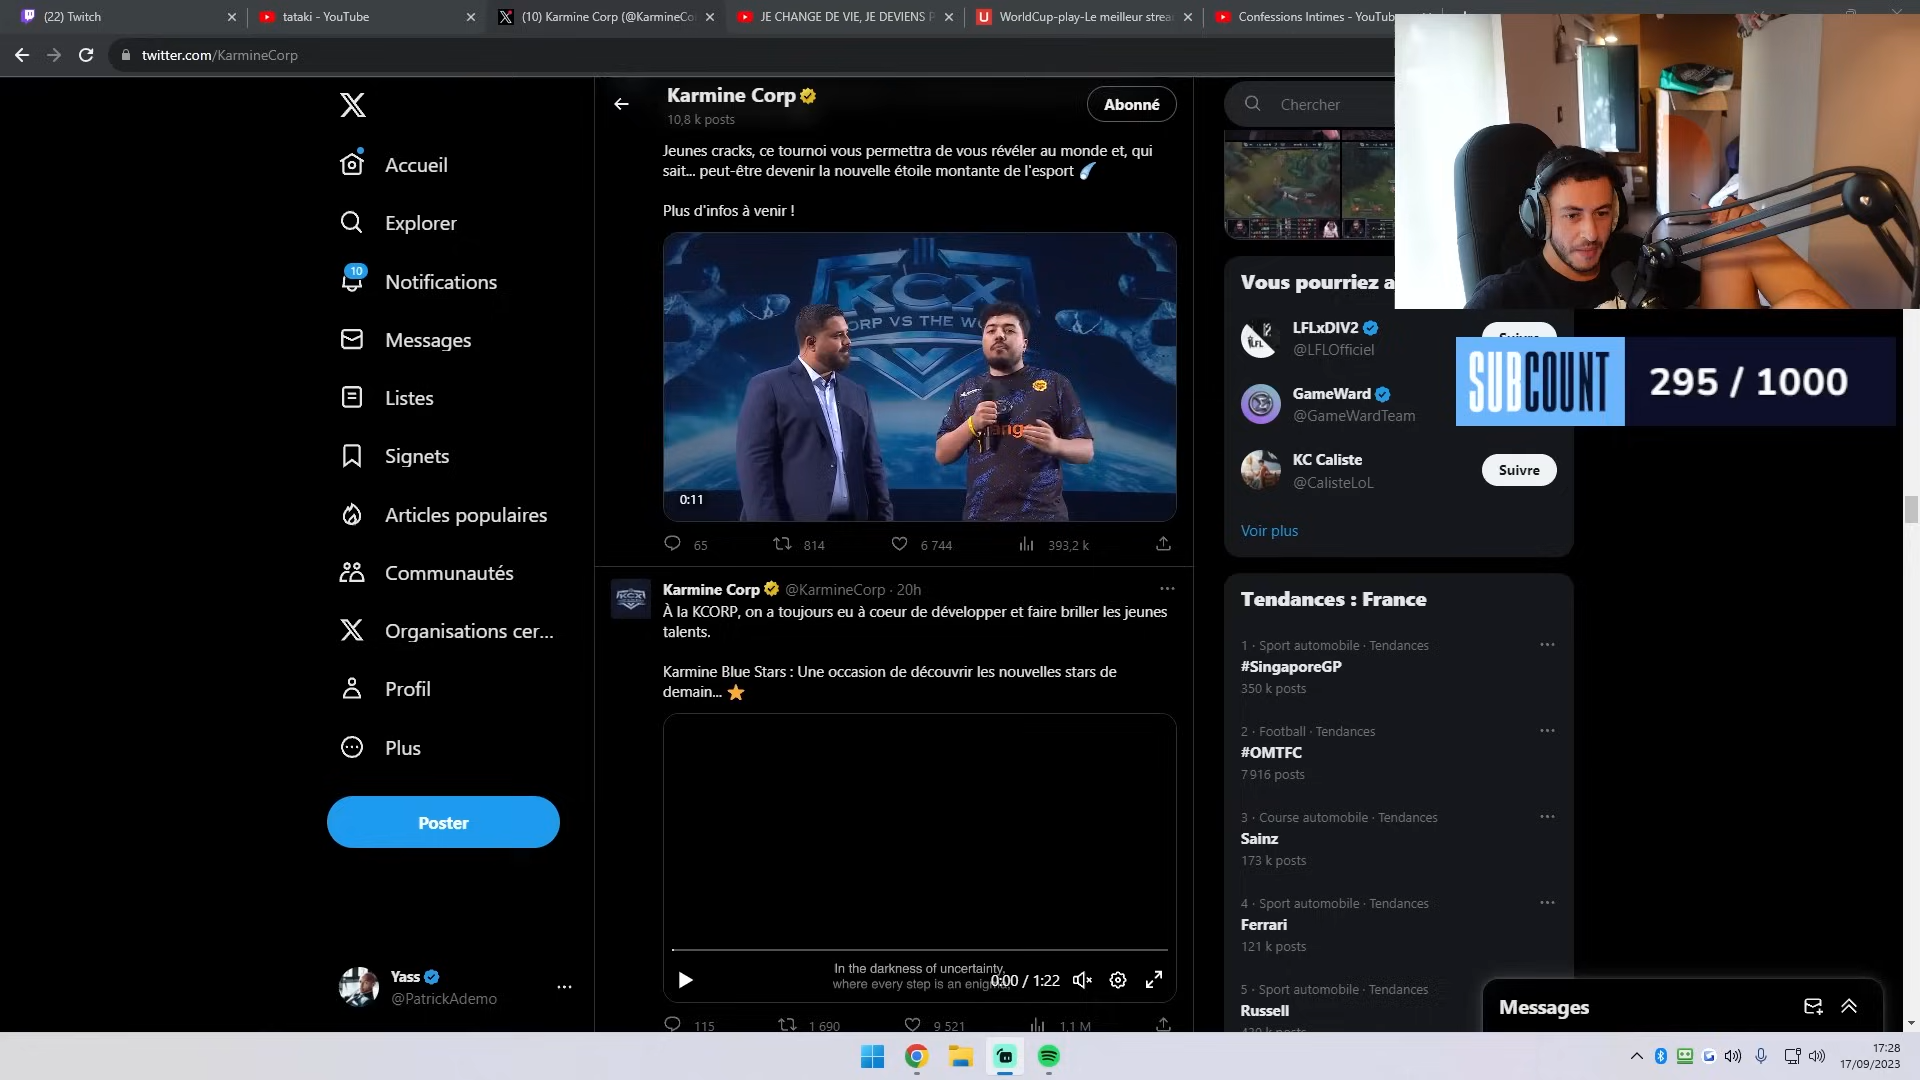 (22) Twitch
tataki - YouTube
(10) Karmine Corp (@KarmineCo
JE CHANGE DE VIE, JE DEVIENS P
WorldCup-play-Le meilleur strea
Confessions Intimes - YouTub
twitter.com/KarmineCorp
Accueil
Explorer
10
Notifications
Messages
Listes
Signets
Articles populaires
Communautés
Organisations cer...
Profil
Plus
Poster
Yass
@PatrickAdemo
Karmine Corp
10,8 k posts
Abonné
Jeunes cracks, ce tournoi vous permettra de vous révéler au monde et, qui
sait... peut-être devenir la nouvelle étoile montante de l'esport
Plus d'infos à venir !
KCX
CORP VS THE W
0:11
65
814
6 744
393,2 k
Karmine Corp @KarmineCorp · 20h
À la KCORP, on a toujours eu à coeur de développer et faire briller les jeunes
talents.
Karmine Blue Stars : Une occasion de découvrir les nouvelles stars de
demain...
In the darkness of uncertainty,
where every step is an enigma
0:00 / 1:22
115
1 690
9 521
1,1 M
Chercher
Vous pourriez a
LFLxDIV2
@LFLOfficiel
Suivre
GameWard
@GameWardTeam
KC Caliste
@CalisteLoL
Suivre
Voir plus
SUBCOUNT
295 / 1000
Tendances : France
1 · Sport automobile · Tendances
#SingaporeGP
350 k posts
2 · Football · Tendances
#OMTFC
7 916 posts
3 · Course automobile · Tendances
Sainz
173 k posts
4 · Sport automobile · Tendances
Ferrari
121 k posts
5 · Sport automobile · Tendances
Russell
Messages
17:28
17/09/2023